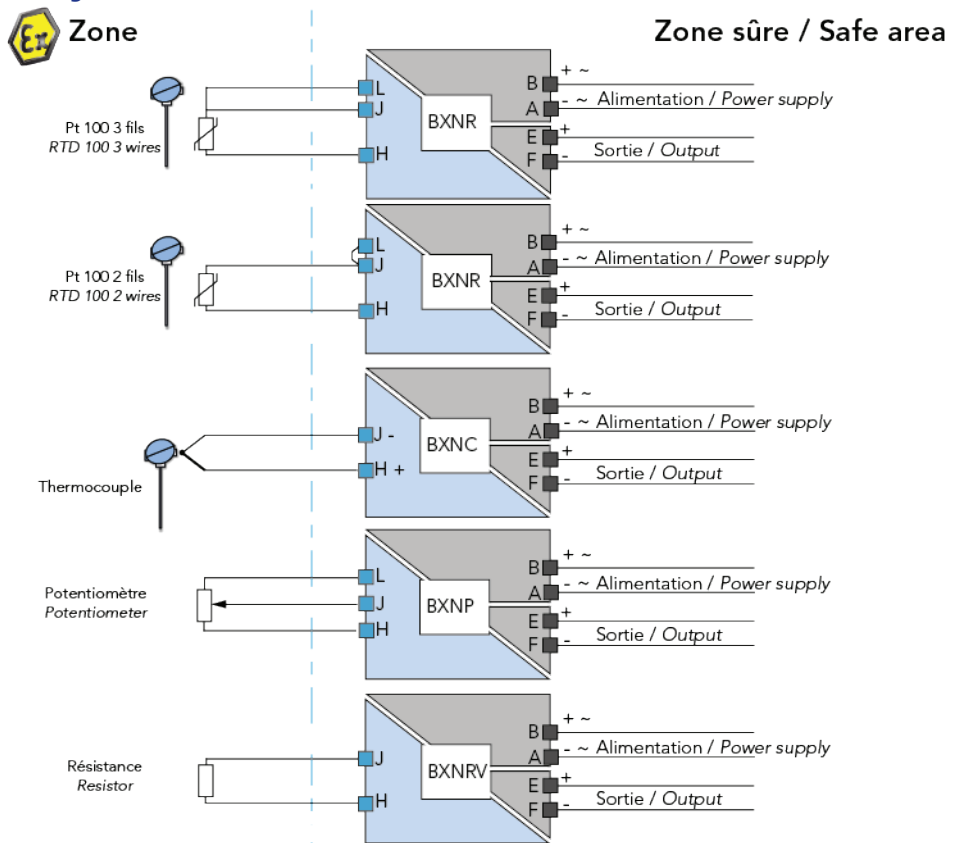 Ex Zone
Zone sûre / Safe area
Pt 100 3 fils
RTD 100 3 wires
L
J
H
BXNR
B + ~
A - ~ Alimentation / Power supply
E +
F - Sortie / Output
Pt 100 2 fils
RTD 100 2 wires
L
J
H
BXNR
B + ~
A - ~ Alimentation / Power supply
E +
F - Sortie / Output
Thermocouple
J -
H +
BXNC
B + ~
A - ~ Alimentation / Power supply
E +
F - Sortie / Output
Potentiomètre
Potentiometer
L
J
H
BXNP
B + ~
A - ~ Alimentation / Power supply
E +
F - Sortie / Output
Résistance
Resistor
J
H
BXNRV
B + ~
A - ~ Alimentation / Power supply
E +
F - Sortie / Output